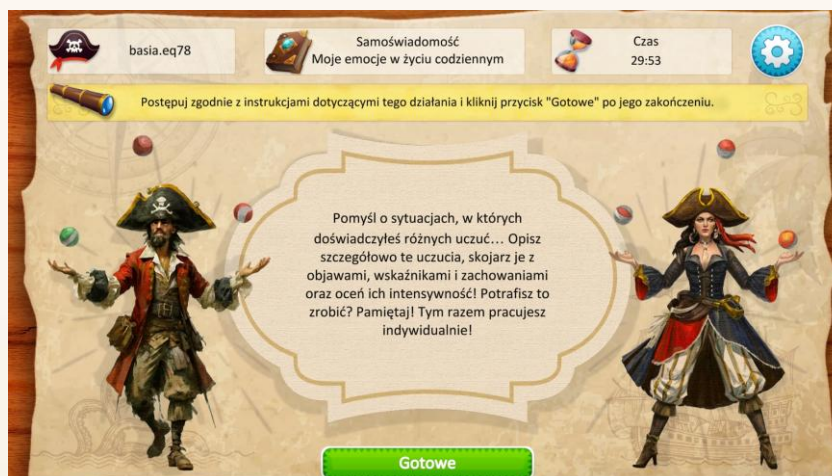 basia.eq78
Samoświadomość
Moje emocje w życiu codziennym
Czas
29:53
Postępuj zgodnie z instrukcjami dotyczącymi tego działania i kliknij przycisk "Gotowe" po jego zakończeniu.
Pomyśl o sytuacjach, w których
doświadczyłeś różnych uczuć... Opisz
szczegółowo te uczucia, skojarz je z
objawami, wskaźnikami i zachowaniami
oraz oceń ich intensywność! Potrafisz to
zrobić? Pamiętaj! Tym razem pracujesz
indywidualnie!
Gotowe